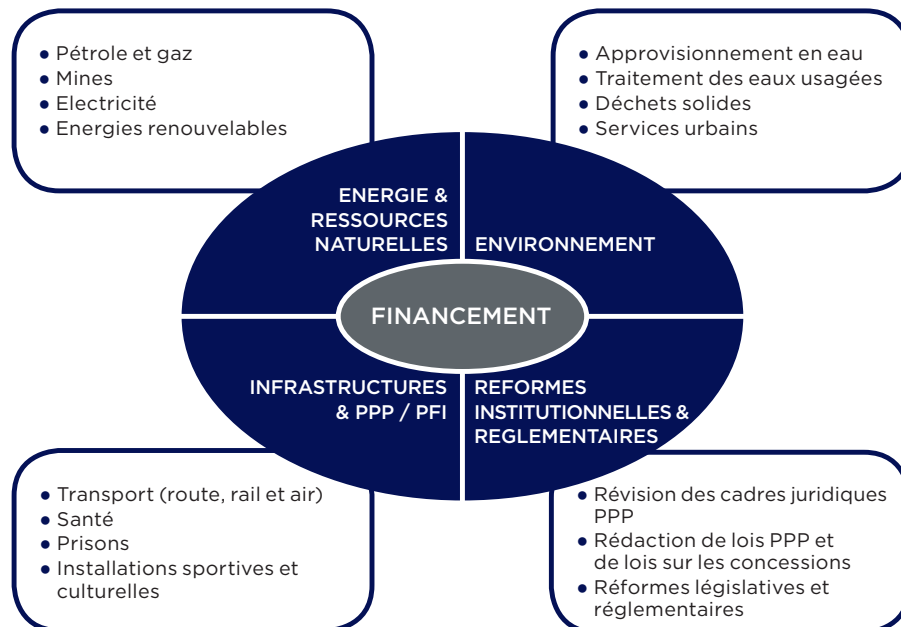 ● Pétrole et gaz
● Mines
● Electricité
● Energies renouvelables
● Approvisionnement en eau
● Traitement des eaux usagées
● Déchets solides
● Services urbains
ENERGIE &
RESSOURCES
NATURELLES
ENVIRONNEMENT
FINANCEMENT
INFRASTRUCTURES
& PPP / PFI
REFORMES
INSTITUTIONNELLES &
REGLEMENTAIRES
● Transport (route, rail et air)
● Santé
● Prisons
● Installations sportives et
culturelles
● Révision des cadres juridiques
PPP
● Rédaction de lois PPP et
de lois sur les concessions
● Réformes législatives et
réglementaires